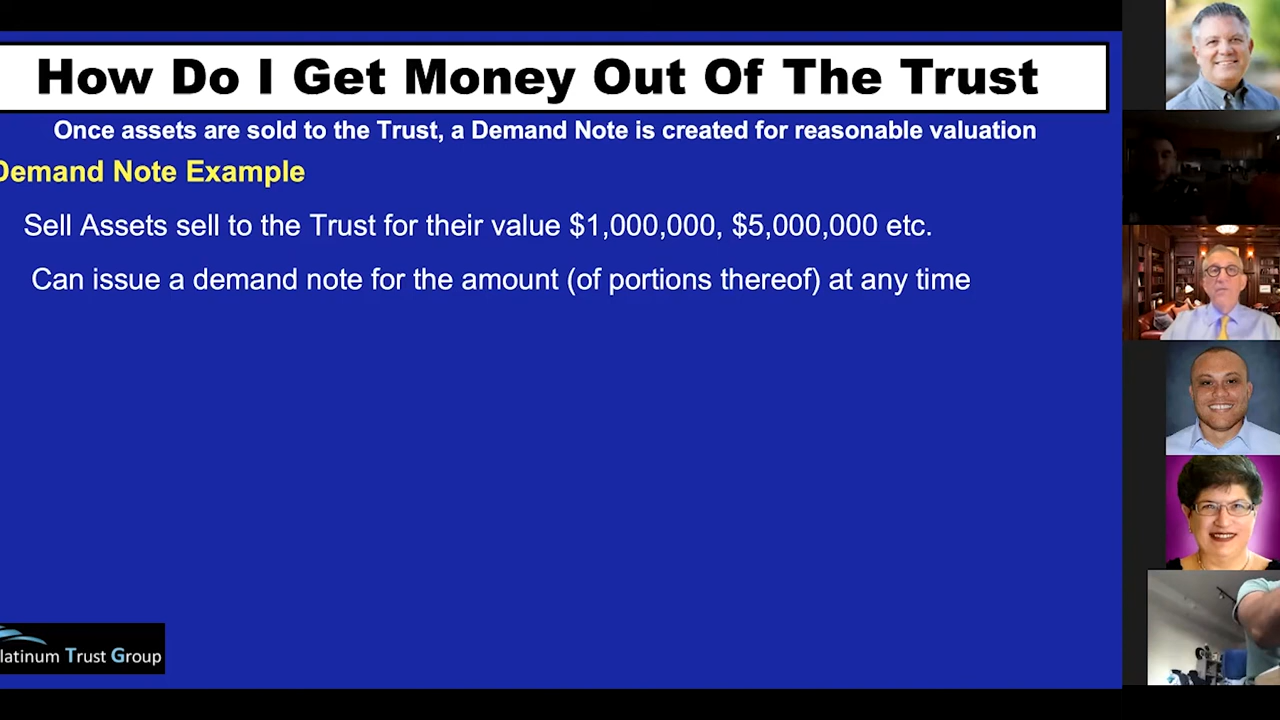 How Do I Get Money Out Of The Trust
Once assets are sold to the Trust, a Demand Note is created for reasonable valuation
Demand Note Example
Sell Assets sell to the Trust for their value $1,000,000, $5,000,000 etc.
Can issue a demand note for the amount (of portions thereof) at any time
latinum Trust Group